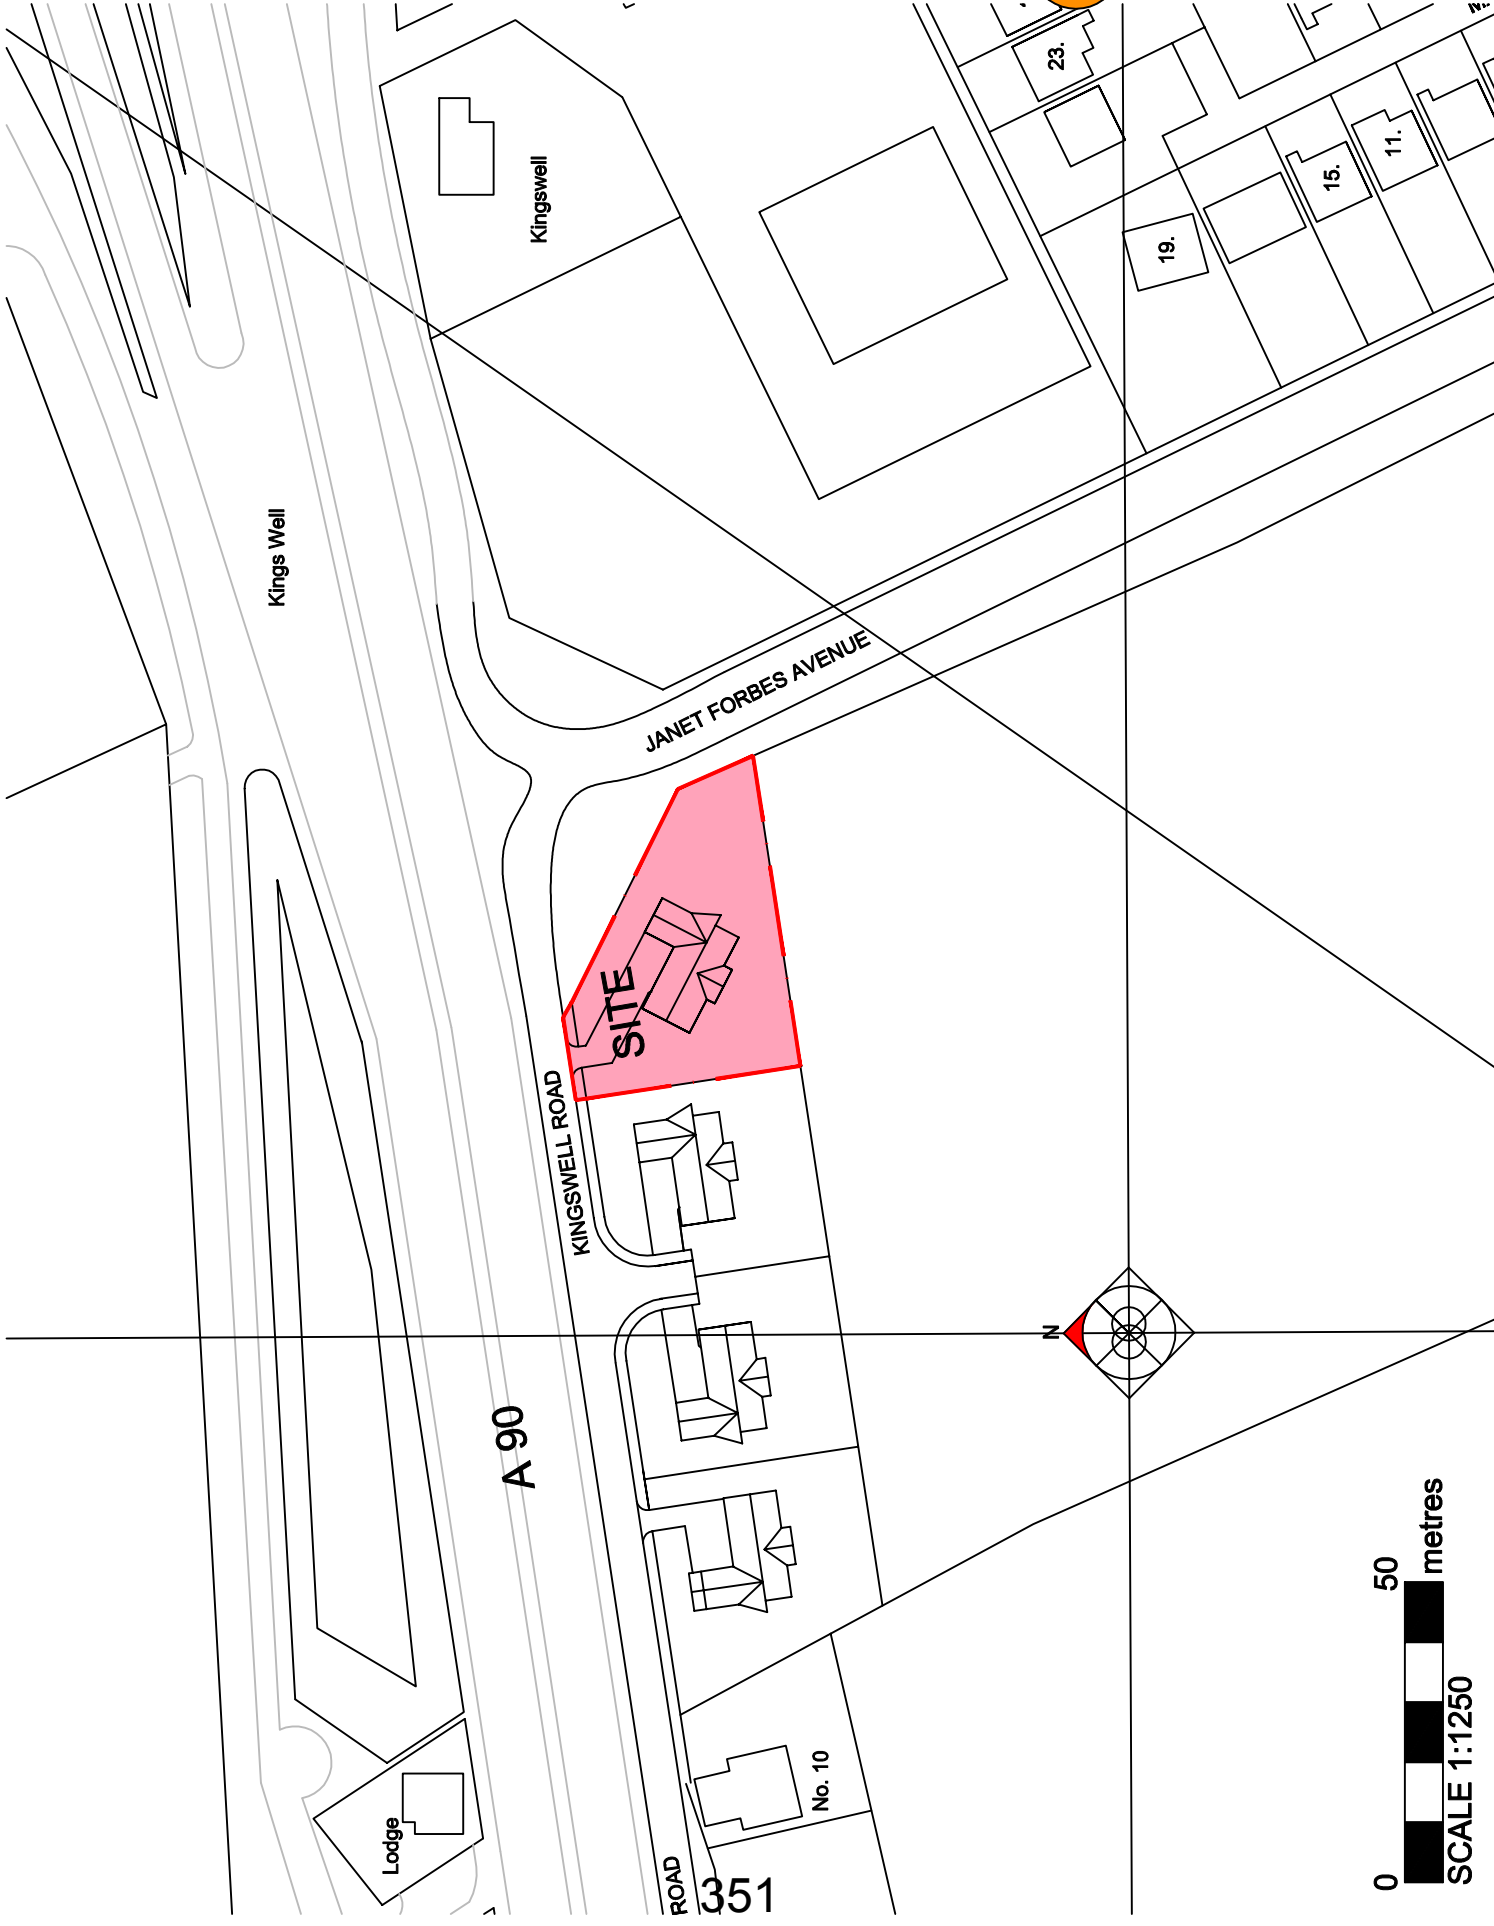 23.
Kingswell
11.
15.
19.
Kings Well
JANET FORBES AVENUE
SITE
KINGSWELL ROAD
A 90
N
No. 10
Lodge
ROAD
351
0
50
metres
SCALE 1:1250